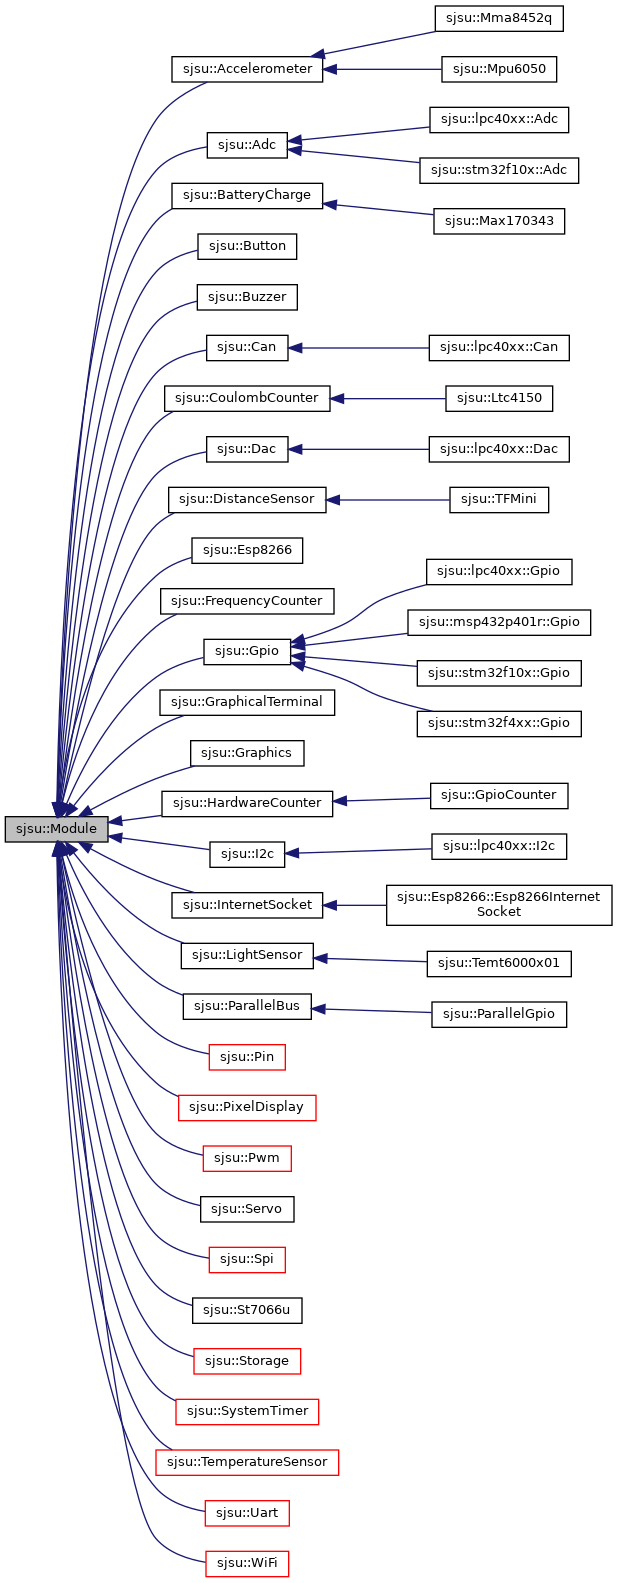 sjsu::Mma8452q
sjsu::Accelerometer
sjsu::Mpu6050
sjsu::lpc40xx::Adc
sjsu::Adc
sjsu::stm32f10x::Adc
sjsu::BatteryCharge
sjsu::Max170343
sjsu::Button
sjsu::Buzzer
sjsu::Can
sjsu::lpc40xx::Can
sjsu::CoulombCounter
sjsu::Ltc4150
sjsu::Dac
sjsu::lpc40xx::Dac
sjsu::DistanceSensor
sjsu::TFMini
sjsu::Esp8266
sjsu::lpc40xx::Gpio
sjsu::FrequencyCounter
sjsu::msp432p401r::Gpio
sjsu::Gpio
sjsu::stm32f10x::Gpio
sjsu::GraphicalTerminal
sjsu::stm32f4xx::Gpio
sjsu::Graphics
sjsu::HardwareCounter
sjsu::GpioCounter
sjsu::Module
sjsu::I2c
sjsu::lpc40xx::I2c
sjsu::InternetSocket
sjsu::Esp8266::Esp8266Internet
Socket
sjsu::LightSensor
sjsu::Temt6000x01
sjsu::ParallelBus
sjsu::ParallelGpio
sjsu::Pin
sjsu::PixelDisplay
sjsu::Pwm
sjsu::Servo
sjsu::Spi
sjsu::St7066u
sjsu::Storage
sjsu::SystemTimer
sjsu::TemperatureSensor
sjsu::Uart
sjsu::WiFi